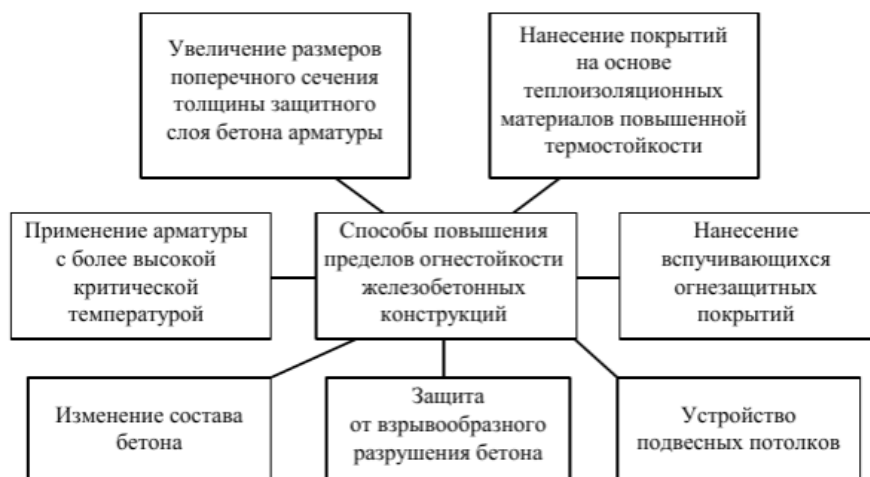 Увеличение размеров
поперечного сечения
толщины защитного
слоя бетона арматуры
Нанесение покрытий
на основе
теплоизоляционных
материалов повышенной
термостойкости
Применение арматуры
с более высокой
критической
температурой
Способы повышения
пределов огнестойкости
железобетонных
конструкций
Нанесение
вспучивающихся
огнезащитных
покрытий
Изменение состава
бетона
Защита
от взрывообразного
разрушения бетона
Устройство
подвесных потолков